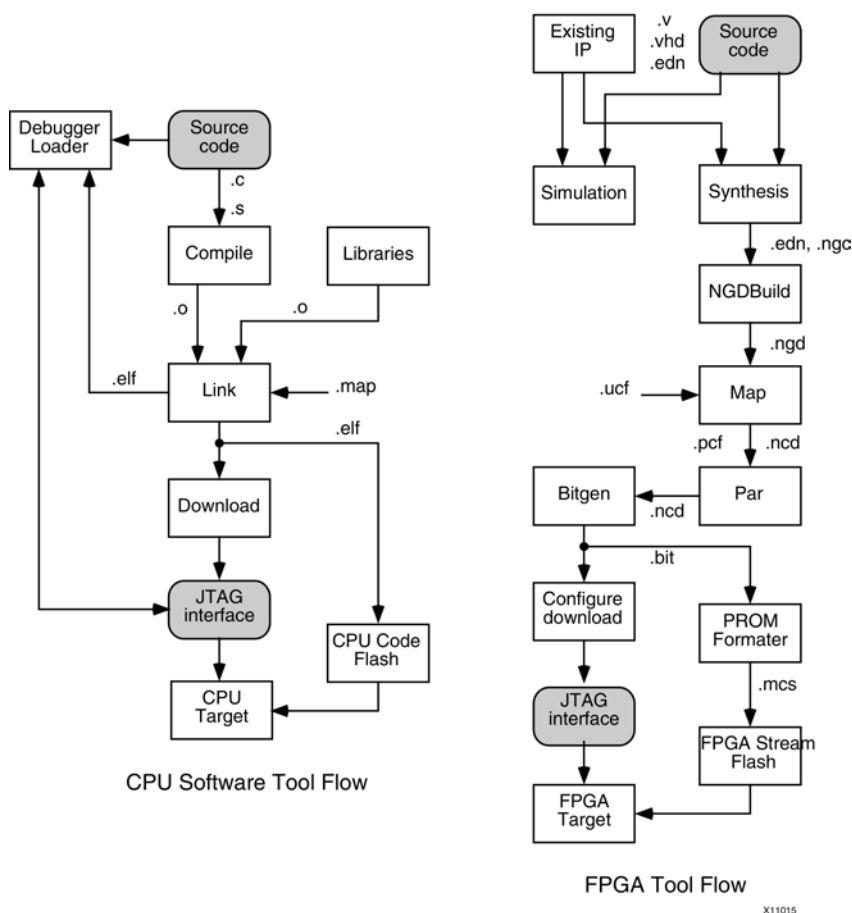 Debugger
Loader
Source
code
.c
.s
Compile
Libraries
.o
.o
.elf
Link
.map
.elf
Download
JTAG
interface
CPU Code
Flash
CPU
Target
CPU Software Tool Flow
Existing
IP
.v
.vhd
.edn
Source
code
Simulation
Synthesis
.edn, .ngc
NGDBuild
.ngd
.ucf
Map
.pcf
.ncd
Bitgen
.ncd
Par
.bit
Configure
download
PROM
Formater
.mcs
JTAG
interface
FPGA Stream
Flash
FPGA
Target
FPGA Tool Flow
X11015